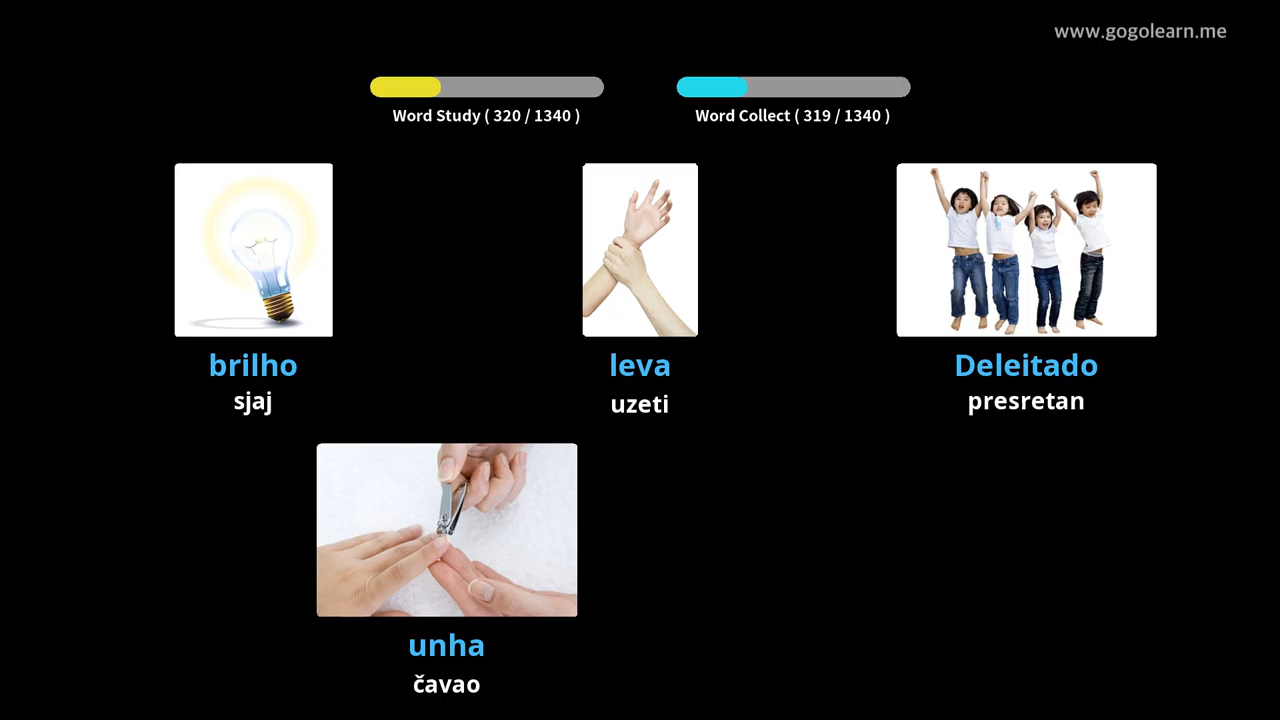 www.gogolearn.me
Word Study ( 320 / 1340 )
Word Collect ( 319 / 1340 )
brilho
sjaj
leva
uzeti
Deleitado
presretan
unha
čavao